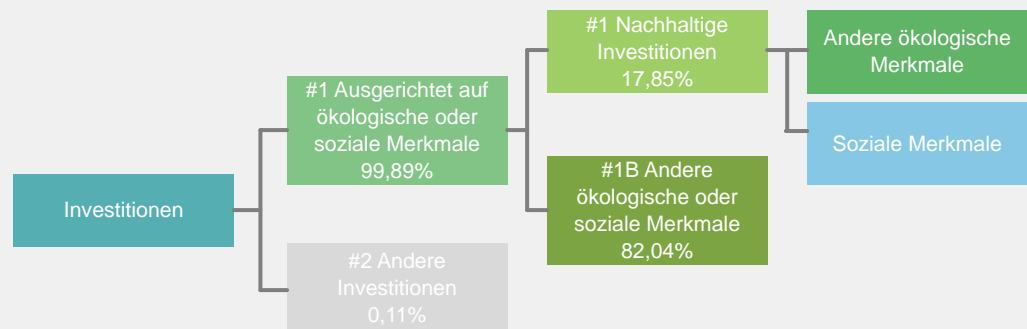 Investitionen
#1 Ausgerichtet auf
ökologische oder
soziale Merkmale
99,89%
#2 Andere
Investitionen
0,11%
#1 Nachhaltige
Investitionen
17,85%
#1B Andere
ökologische oder
soziale Merkmale
82,04%
Andere ökologische
Merkmale
Soziale Merkmale